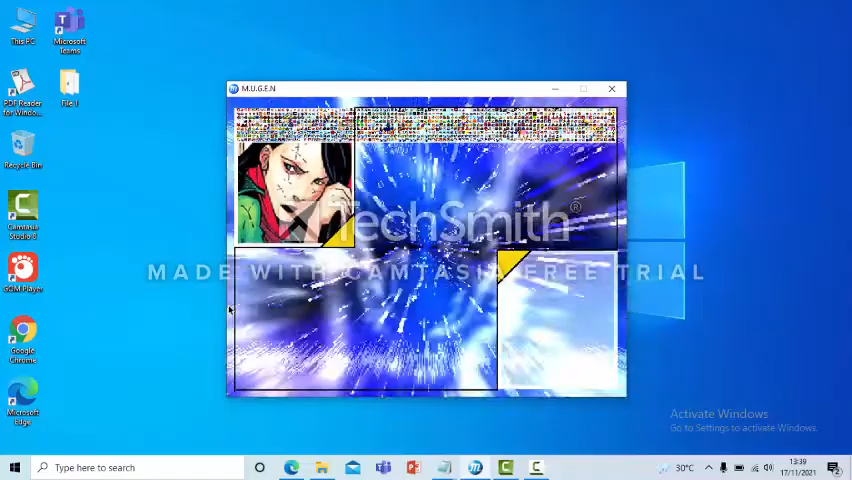 This PC
Microsoft
Teams
PDF Reader
for Windo...
File I
Recycle Bin
Camtasia
Studio 8
GOM Player
Google
Chrome
Microsoft
Edge
M.U.G.E.N
TechSmith®
MADE WITH CAMTASIA FREE TRIAL
Activate Windows
Go to Settings to activate Windows.
Type here to search
30°C
13:39
17/11/2021
2